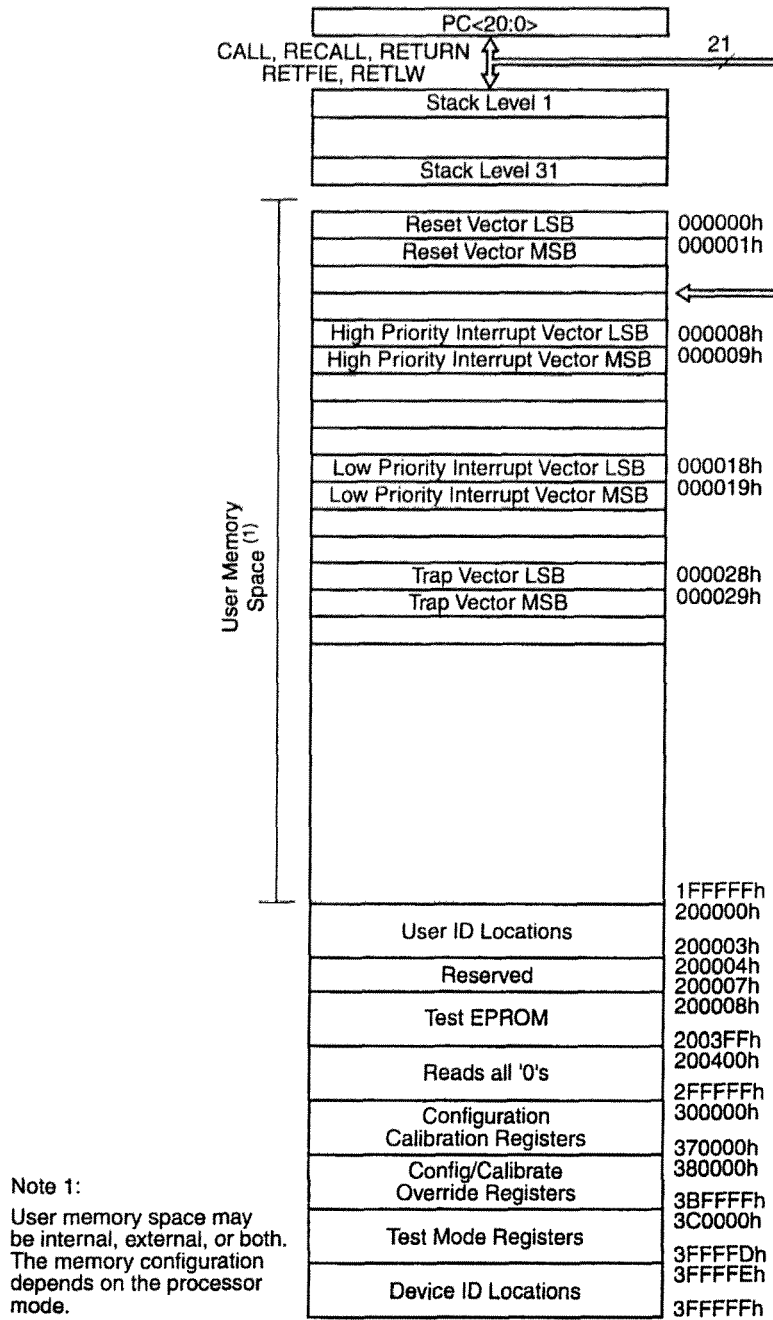 PC<20:0>
CALL, RECALL, RETURN
RETFIE, RETLW
21
Stack Level 1
Stack Level 31
Reset Vector LSB 000000h
Reset Vector MSB 000001h
High Priority Interrupt Vector LSB 000008h
High Priority Interrupt Vector MSB 000009h
Low Priority Interrupt Vector LSB 000018h
Low Priority Interrupt Vector MSB 000019h
User Memory
Space (1)
Trap Vector LSB 000028h
Trap Vector MSB 000029h
1FFFFFh
200000h
User ID Locations
200003h
200004h
Reserved
200007h
200008h
Test EPROM
2003FFh
200400h
Reads all '0's
2FFFFFh
300000h
Configuration
Calibration Registers
370000h
380000h
Config/Calibrate
Override Registers
3BFFFFh
3C0000h
Test Mode Registers
3FFFFDh
3FFFFEh
Device ID Locations
3FFFFFh
Note 1:
User memory space may
be internal, external, or both.
The memory configuration
depends on the processor
mode.